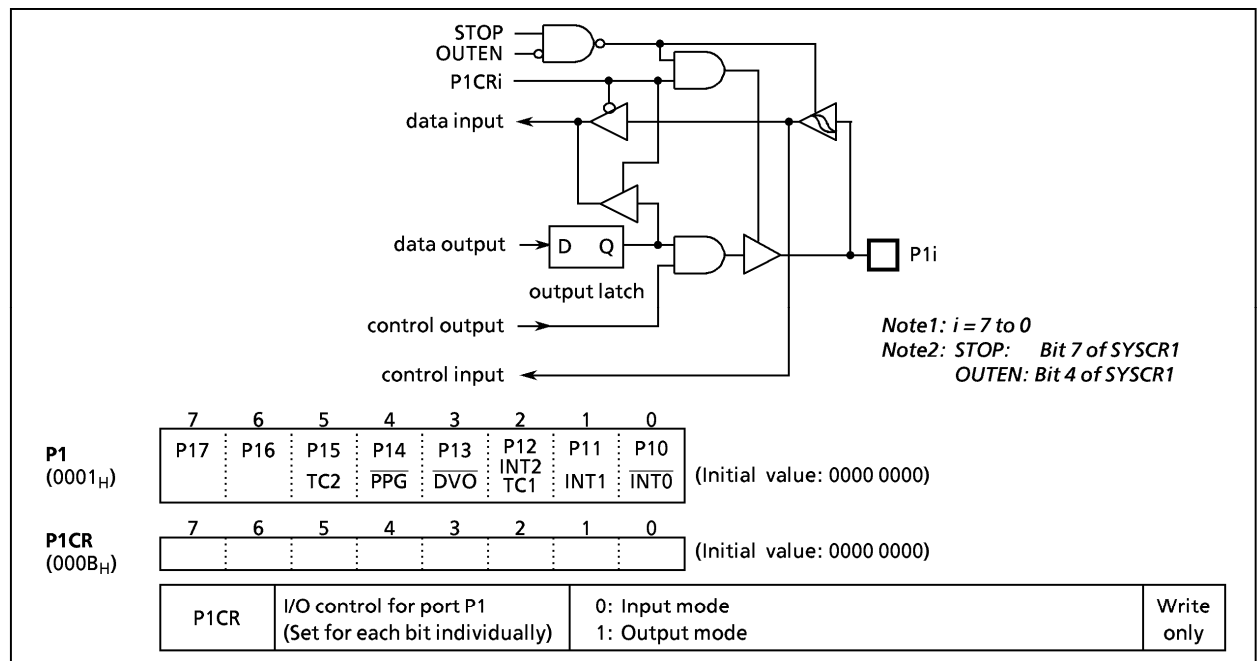 STOP
OUTEN
P1CRi
data input
data output
D Q
P1i
output latch
control output
control input
Note1: i = 7 to 0
Note2: STOP: Bit 7 of SYSCR1
OUTEN: Bit 4 of SYSCR1
7 6 5 4 3 2 1 0
P1
(0001H)
P17 P16 P15 P14 P13 P12 P11 P10
TC2 PPG DVO INT2 TC1 INT1 INT0
(Initial value: 0000 0000)
7 6 5 4 3 2 1 0
P1CR
(000BH)
(Initial value: 0000 0000)
P1CR
I/O control for port P1
(Set for each bit individually)
0: Input mode
1: Output mode
Write
only